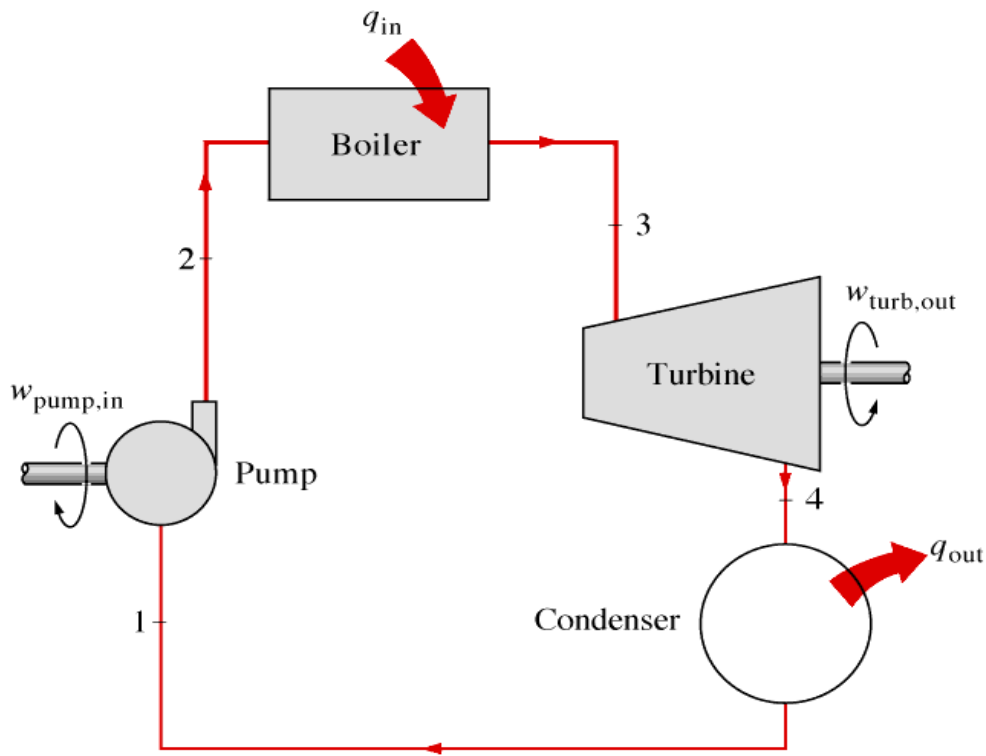 q_in
Boiler
3
2
w_turb,out
Turbine
w_pump,in
Pump
4
q_out
Condenser
1